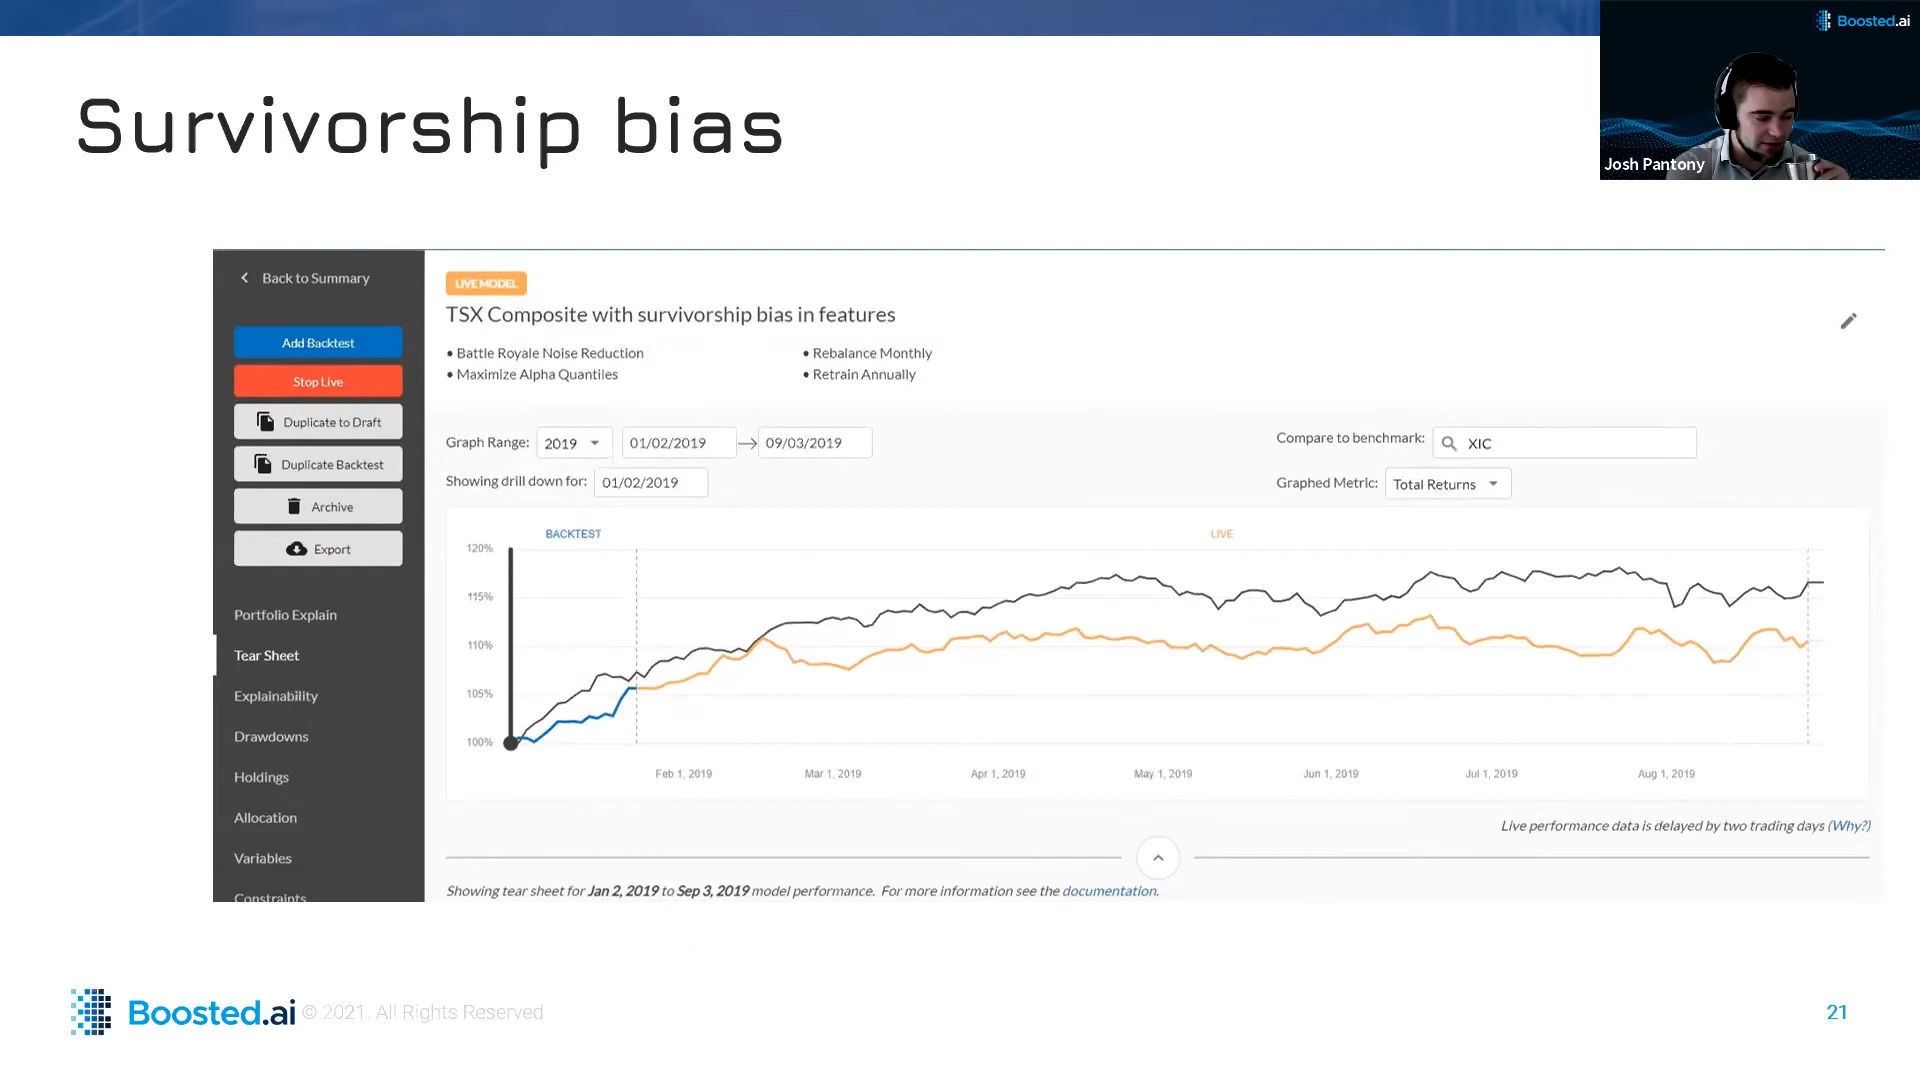 Boosted.ai
Josh Pantony
Survivorship bias
Back to Summary
Add Backtest
Stop Live
Duplicate to Draft
Duplicate Backtest
Archive
Export
Portfolio Explain
Tear Sheet
Explainability
Drawdowns
Holdings
Allocation
Variables
Constraints
LIVE MODEL
TSX Composite with survivorship bias in features
• Battle Royale Noise Reduction
• Maximize Alpha Quantiles
• Rebalance Monthly
• Retrain Annually
Graph Range: 2019 01/02/2019 → 09/03/2019
Showing drill down for: 01/02/2019
Compare to benchmark: XIC
Graphed Metric: Total Returns
BACKTEST LIVE
120%
115%
110%
105%
100%
Feb 1, 2019 Mar 1, 2019 Apr 1, 2019 May 1, 2019 Jun 1, 2019 Jul 1, 2019 Aug 1, 2019
Live performance data is delayed by two trading days (Why?)
Showing tear sheet for Jan 2, 2019 to Sep 3, 2019 model performance. For more information see the documentation.
Boosted.ai © 2021. All Rights Reserved
21